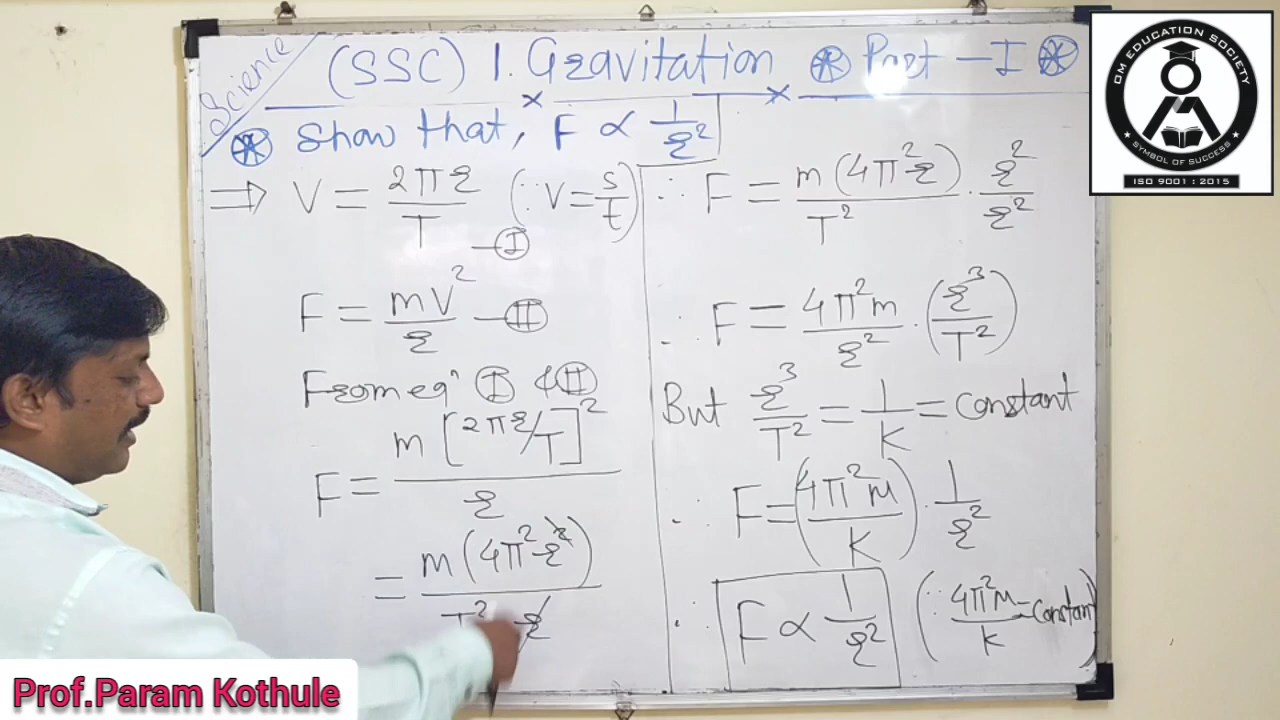 Science
(SSC) 1. Gravitation ⊛ Part - I ⊛
⊛ Show that, F ∝ 1/r²
⇒ V = 2πr/T (∵ V = s/t) —Ⓘ
F = mV²/r —Ⓘ︎Ⓘ
From eqⁿ Ⓘ & II
F = m[2πr/T]²/r
= m(4π²r²)/T² r
∴ F = m(4π²r)/T² · r²/r²
∴ F = 4π²m/r² · (r³/T²)
But r³/T² = 1/K = constant
∴ F = (4π²M/K) · 1/r²
∴ F ∝ 1/r² (∵ 4π²M/K = constant)
OM EDUCATION SOCIETY
★ SYMBOL OF SUCCESS ★
ISO 9001 : 2015
Prof.Param Kothule